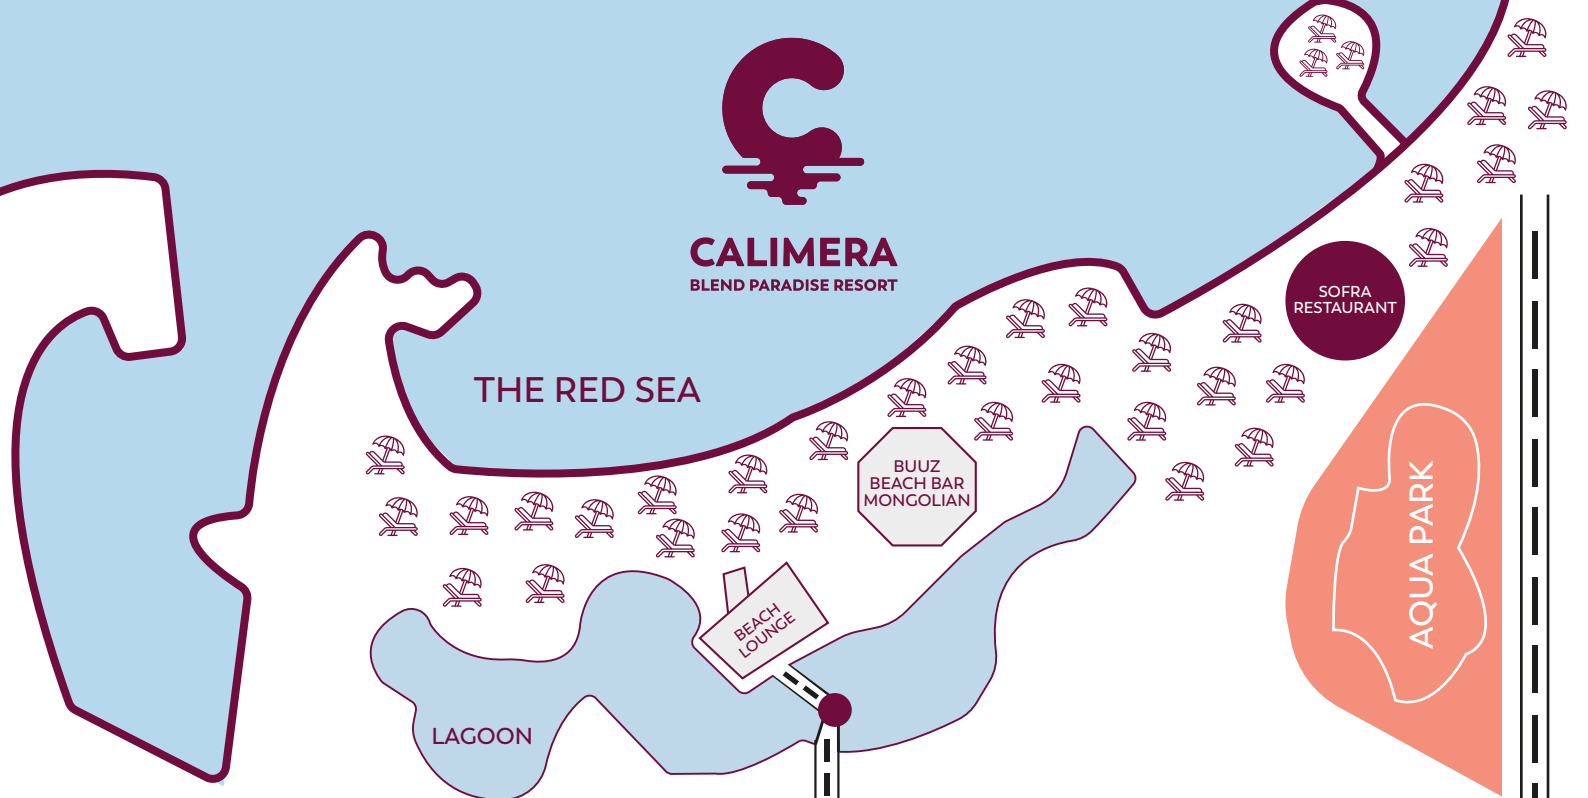 CALIMERA
BLEND PARADISE RESORT
SOFRA
RESTAURANT
THE RED SEA
BUUZ
BEACH BAR
MONGOLIAN
AQUA PARK
BEACH
LOUNGE
LAGOON